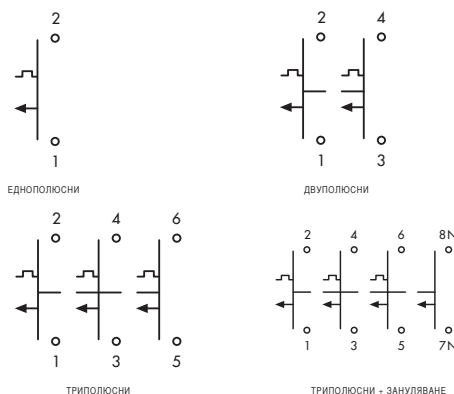 2 2 4
1 1 3
ЕДНОПОЛЮСНИ ДВУПОЛЮСНИ
2 4 6 2 4 6 8N
1 3 5 1 3 5 7N
ТРИПОЛЮСНИ ТРИПОЛЮСНИ + ЗАНУЛЯВАНЕ